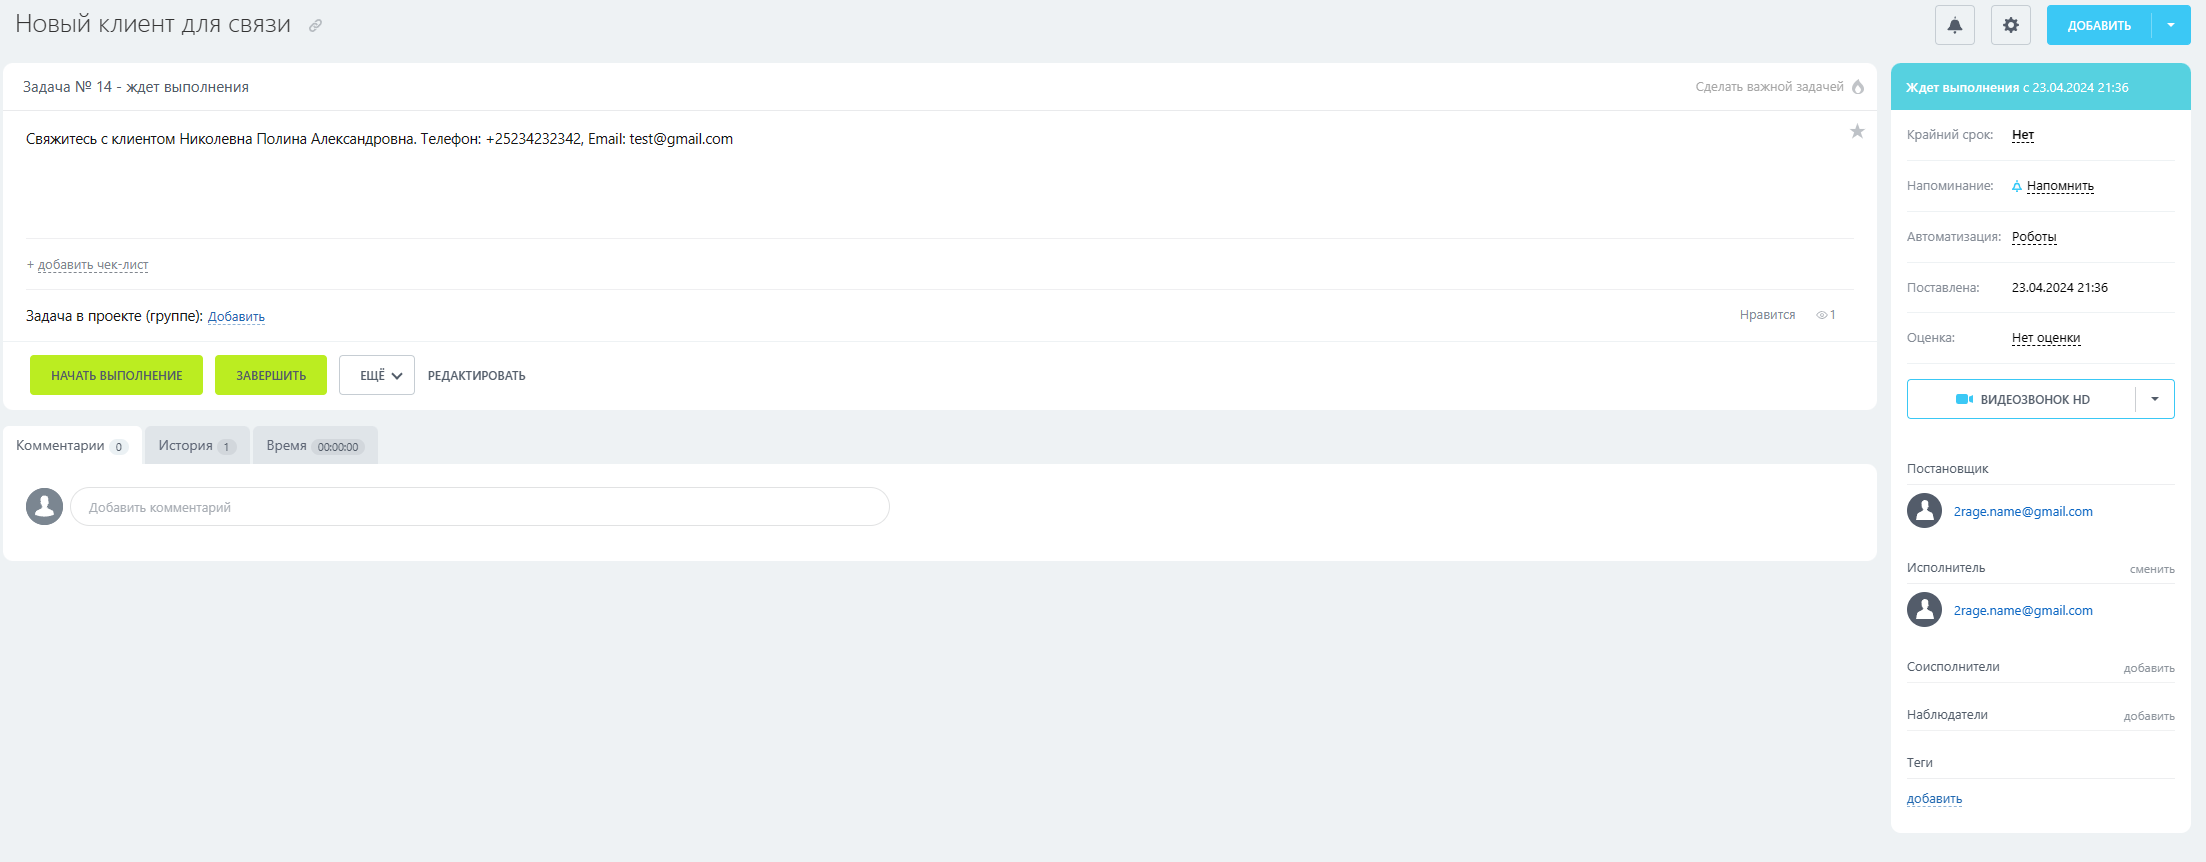 Новый клиент для связи
ДОБАВИТЬ
Задача № 14 - ждет выполнения
Сделать важной задачей
Свяжитесь с клиентом Николевна Полина Александровна. Телефон: +25234232342, Email: test@gmail.com
+ добавить чек-лист
Задача в проекте (группе): Добавить
Нравится
1
НАЧАТЬ ВЫПОЛНЕНИЕ
ЗАВЕРШИТЬ
ЕЩЁ
РЕДАКТИРОВАТЬ
Комментарии 0
История 1
Время 00:00:00
Добавить комментарий
Ждет выполнения с 23.04.2024 21:36
Крайний срок: Нет
Напоминание: Напомнить
Автоматизация: Роботы
Поставлена: 23.04.2024 21:36
Оценка: Нет оценки
ВИДЕОЗВОНОК HD
Постановщик
2rage.name@gmail.com
Исполнитель сменить
2rage.name@gmail.com
Соисполнители добавить
Наблюдатели добавить
Теги
добавить